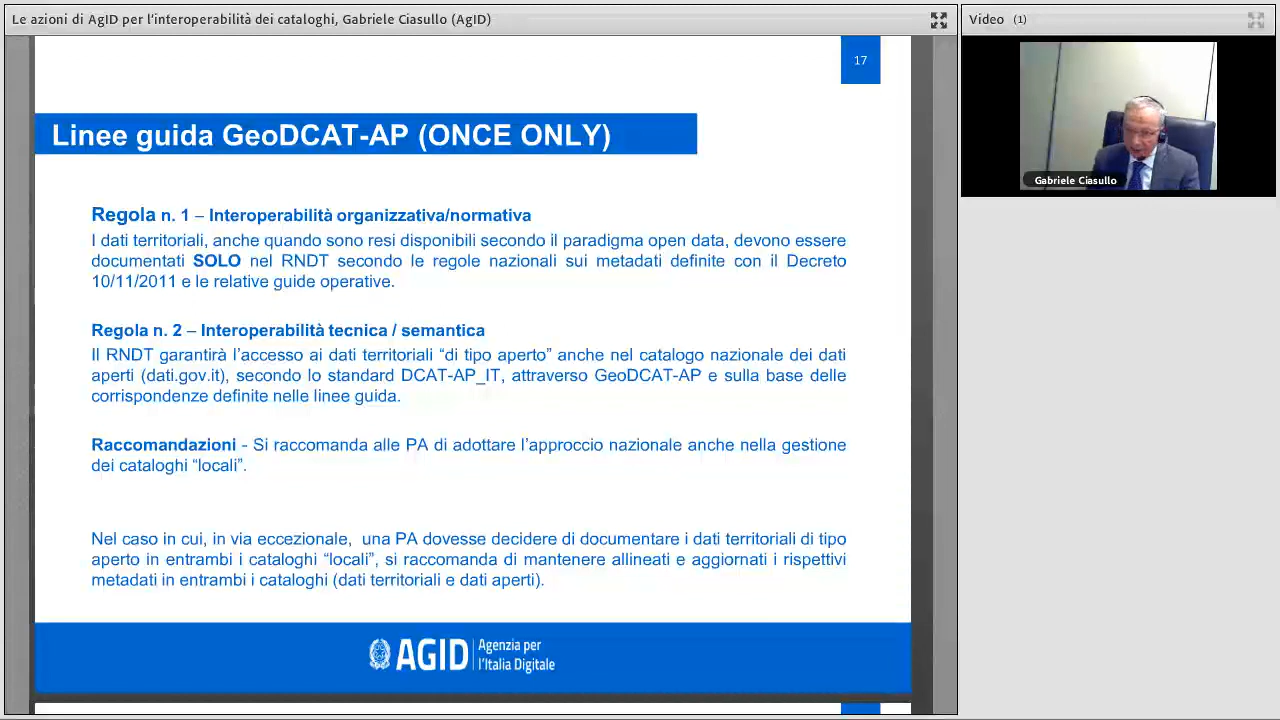 Le azioni di AgID per l'interoperabilità dei cataloghi, Gabriele Ciasullo (AgID)
Video (1)
17
Linee guida GeoDCAT-AP (ONCE ONLY)
Gabriele Ciasullo
Regola n. 1 – Interoperabilità organizzativa/normativa
I dati territoriali, anche quando sono resi disponibili secondo il paradigma open data, devono essere
documentati SOLO nel RNDT secondo le regole nazionali sui metadati definite con il Decreto
10/11/2011 e le relative guide operative.
Regola n. 2 – Interoperabilità tecnica / semantica
Il RNDT garantirà l'accesso ai dati territoriali “di tipo aperto” anche nel catalogo nazionale dei dati
aperti (dati.gov.it), secondo lo standard DCAT-AP_IT, attraverso GeoDCAT-AP e sulla base delle
corrispondenze definite nelle linee guida.
Raccomandazioni - Si raccomanda alle PA di adottare l'approccio nazionale anche nella gestione
dei cataloghi “locali”.
Nel caso in cui, in via eccezionale, una PA dovesse decidere di documentare i dati territoriali di tipo
aperto in entrambi i cataloghi “locali”, si raccomanda di mantenere allineati e aggiornati i rispettivi
metadati in entrambi i cataloghi (dati territoriali e dati aperti).
AGID
Agenzia per
l'Italia Digitale